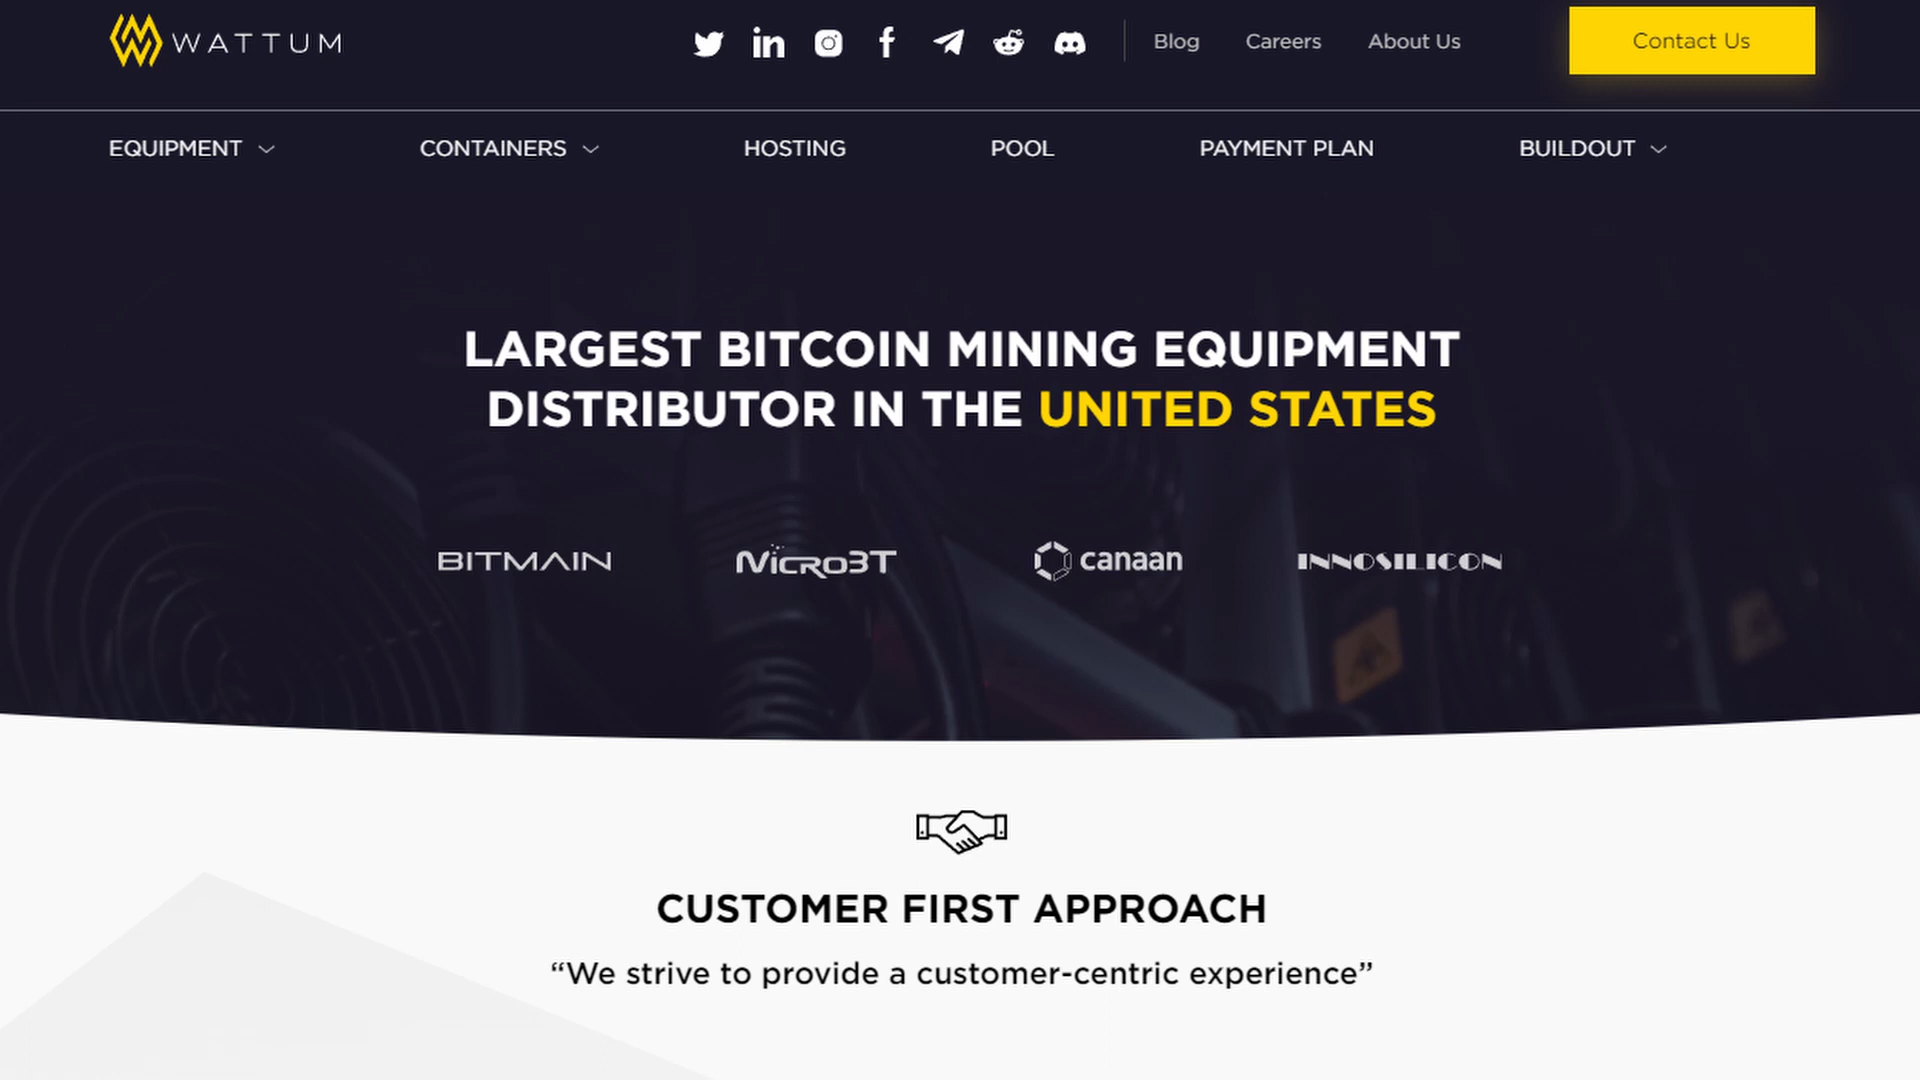 WATTUM
Blog
Careers
About Us
Contact Us
EQUIPMENT
CONTAINERS
HOSTING
POOL
PAYMENT PLAN
BUILDOUT
LARGEST BITCOIN MINING EQUIPMENT
DISTRIBUTOR IN THE UNITED STATES
BITMAIN
MicroBT
canaan
INNOSILICON
CUSTOMER FIRST APPROACH
“We strive to provide a customer-centric experience”